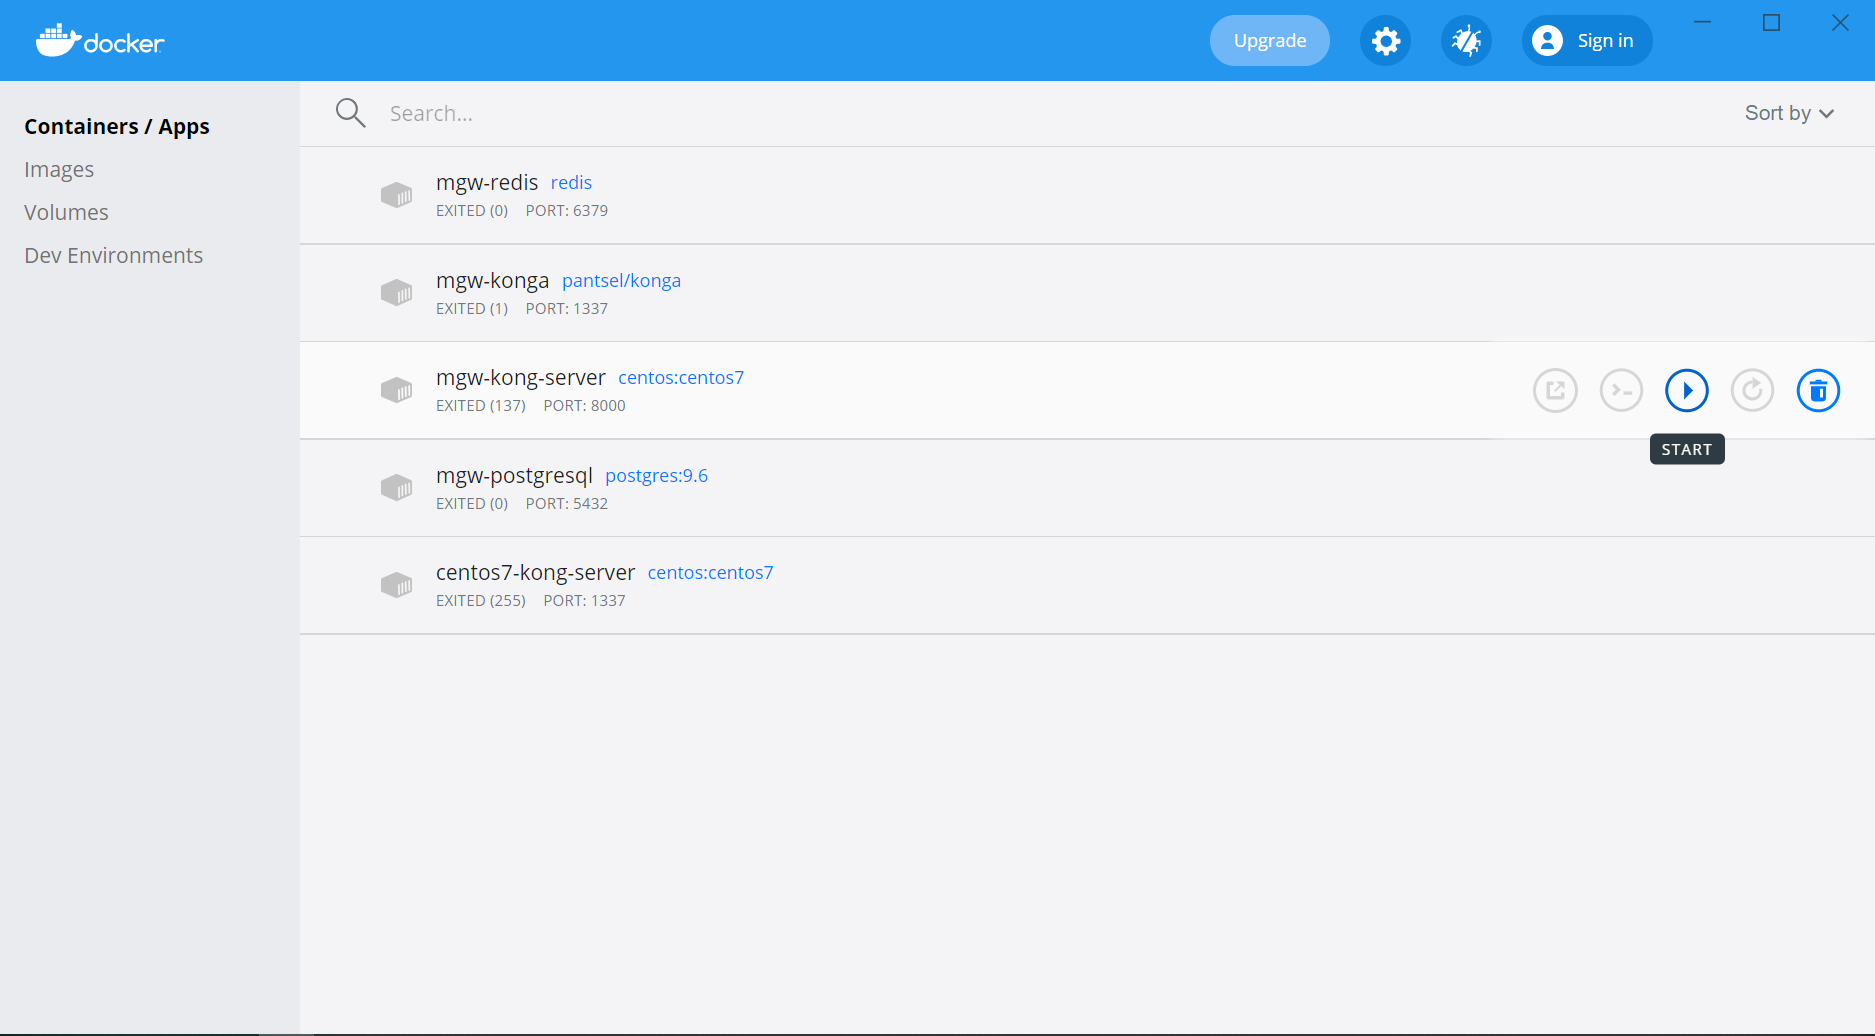 docker
Upgrade
Sign in
Containers / Apps
Images
Volumes
Dev Environments
Search...
Sort by
mgw-redis redis
EXITED (0) PORT: 6379
mgw-konga pantsel/konga
EXITED (1) PORT: 1337
mgw-kong-server centos:centos7
EXITED (137) PORT: 8000
START
mgw-postgresql postgres:9.6
EXITED (0) PORT: 5432
centos7-kong-server centos:centos7
EXITED (255) PORT: 1337